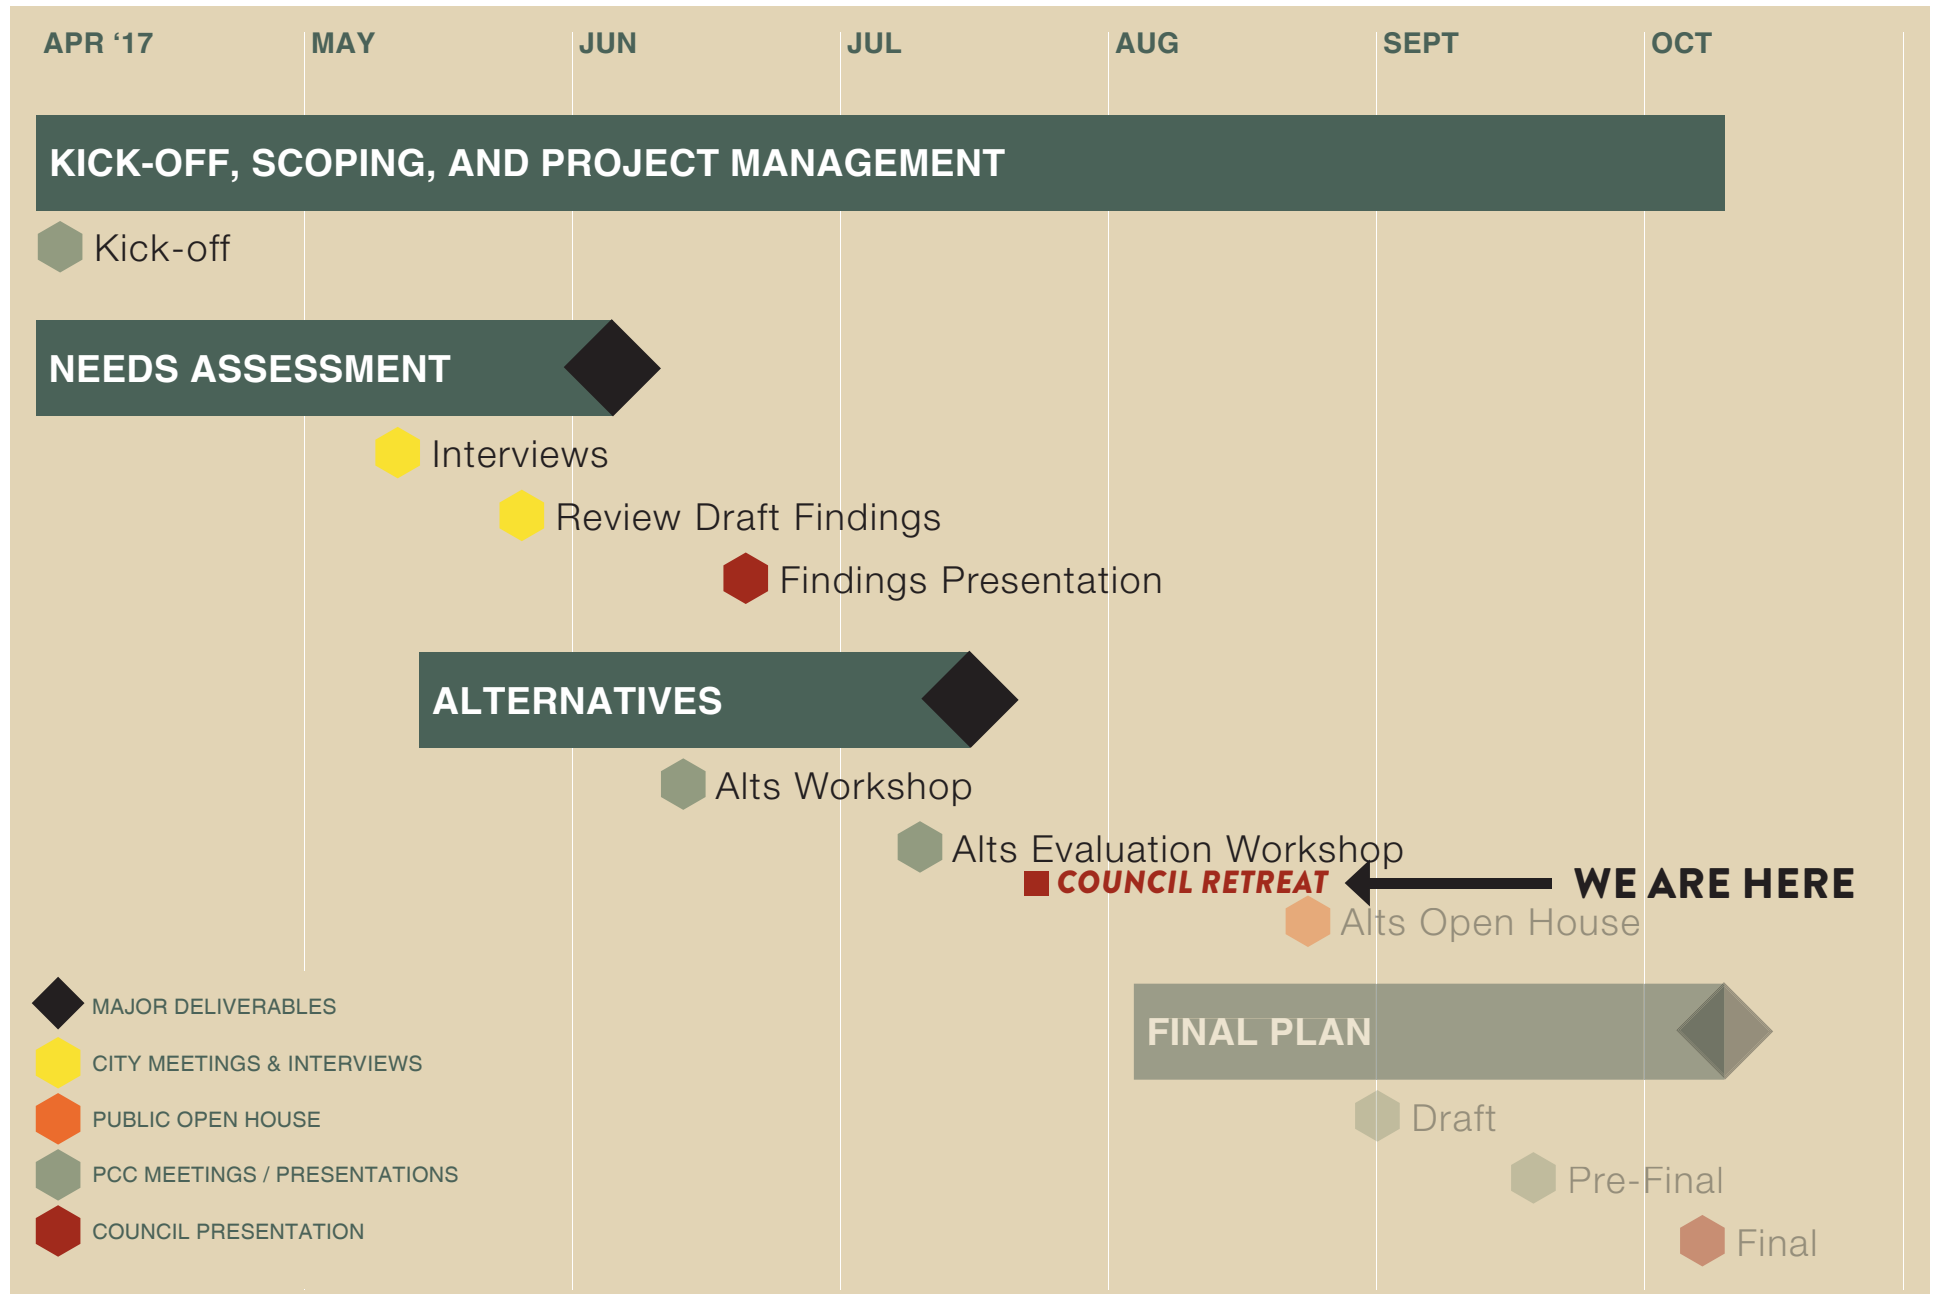 APR ‘17 MAY JUN JUL AUG SEPT OCT
KICK-OFF, SCOPING, AND PROJECT MANAGEMENT
Kick-off
NEEDS ASSESSMENT
Interviews
Review Draft Findings
Findings Presentation
ALTERNATIVES
Alts Workshop
Alts Evaluation Workshop
COUNCIL RETREAT WE ARE HERE
Alts Open House
FINAL PLAN
Draft
Pre-Final
Final
MAJOR DELIVERABLES
CITY MEETINGS & INTERVIEWS
PUBLIC OPEN HOUSE
PCC MEETINGS / PRESENTATIONS
COUNCIL PRESENTATION